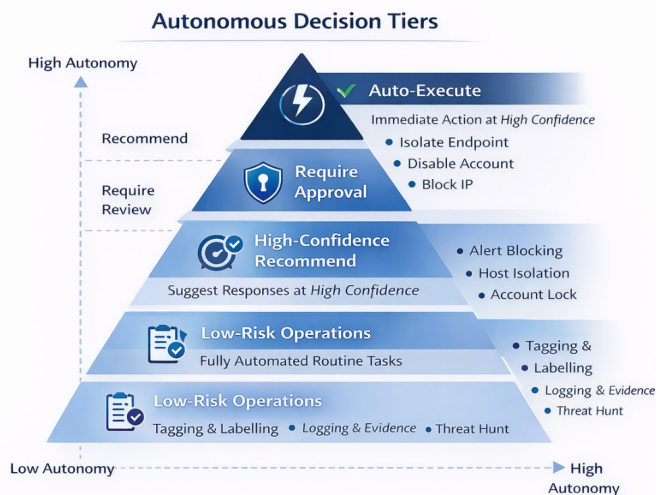 Autonomous Decision Tiers
High Autonomy
Auto-Execute
Immediate Action at High Confidence
Isolate Endpoint
Disable Account
Block IP
Recommend
Require
Approval
Require
Review
High-Confidence
Recommend
Suggest Responses at High Confidence
• Alert Blocking
• Host Isolation
• Account Lock
Low-Risk Operations
Fully Automated Routine Tasks
• Tagging &
• Labelling
• Logging & Evidence
• Threat Hunt
Low-Risk Operations
Tagging & Labelling • Logging & Evidence • Threat Hunt
Low Autonomy
High
Autonomy